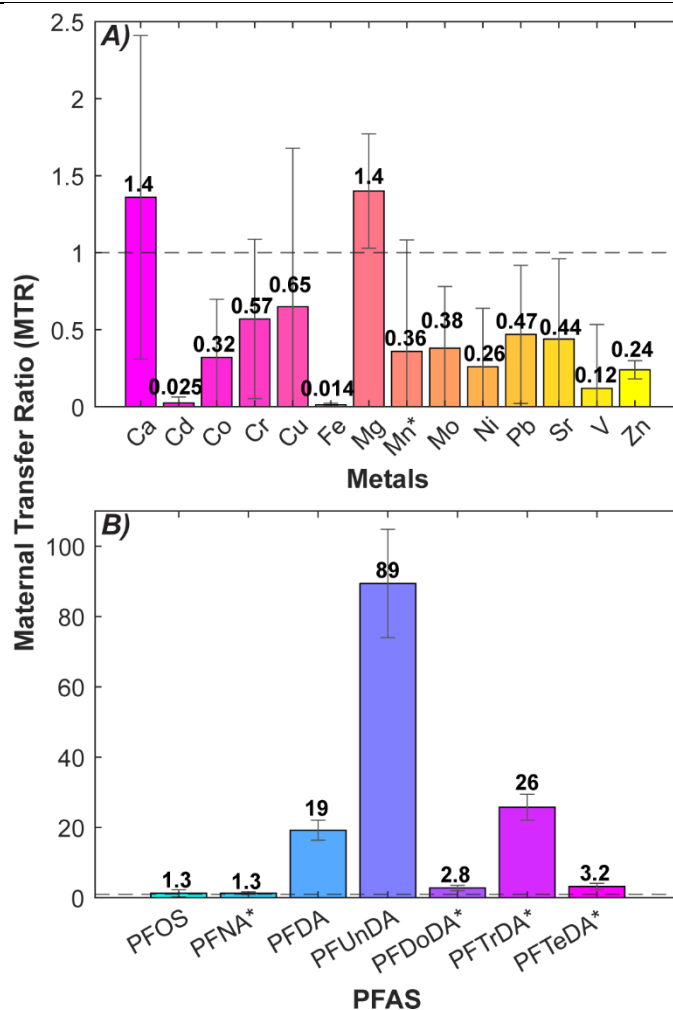 A)
2.5
2
1.5
1
0.5
0
1.4
0.025
0.32
0.57
0.65
0.014
1.4
0.36
0.38
0.26
0.47
0.44
0.12
0.24
Ca
Cd
Co
Cr
Cu
Fe
Mg
Mn*
Mo
Ni
Pb
Sr
V
Zn
Metals
Maternal Transfer Ratio (MTR)
B)
100
80
60
40
20
0
1.3
1.3
19
89
2.8
26
3.2
PFOS
PFNA*
PFDA
PFUnDA
PFDoDA*
PFTrDA*
PFTeDA*
PFAS